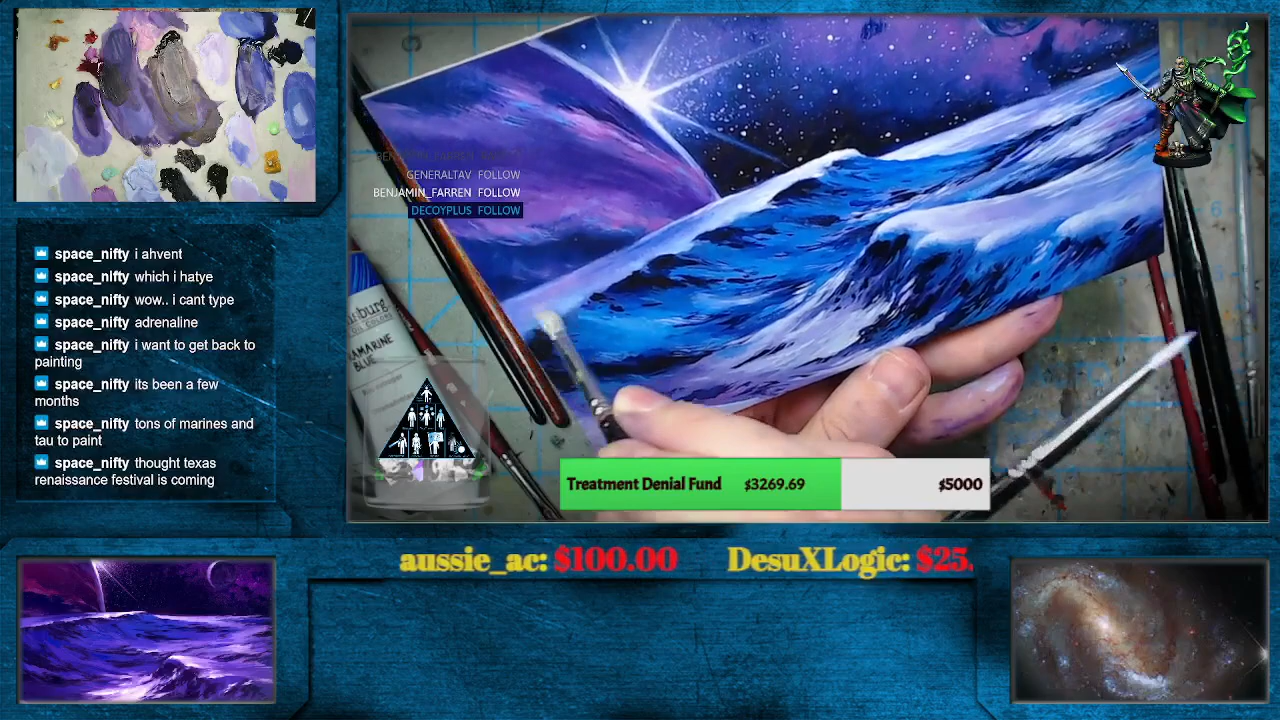 space_nifty i ahvent
space_nifty which i hatye
space_nifty wow.. i cant type
space_nifty adrenaline
space_nifty i want to get back to
painting
space_nifty its been a few
months
space_nifty tons of marines and
tau to paint
space_nifty thought texas
renaissance festival is coming
GENERALTAV FOLLOW
BENJAMIN_FARREN FOLLOW
DECOYPLUS FOLLOW
BLUE
Treatment Denial Fund $3269.69 $5000
aussie_ac: $100.00 DesuXLogic: $25.